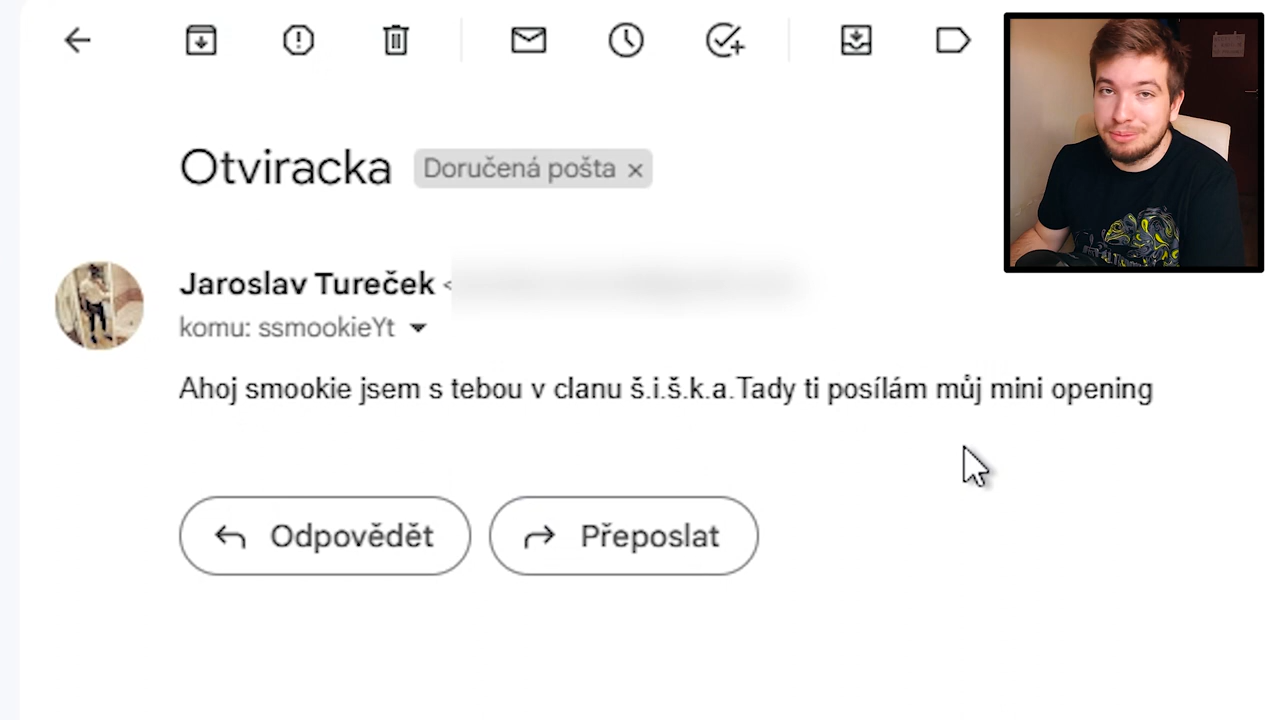 Otviracka Doručená pošta ×
Jaroslav Tureček <
komu: ssmookieYt
Ahoj smookie jsem s tebou v clanu š.i.š.k.a.Tady ti posílám můj mini opening
Odpovědět Přeposlat